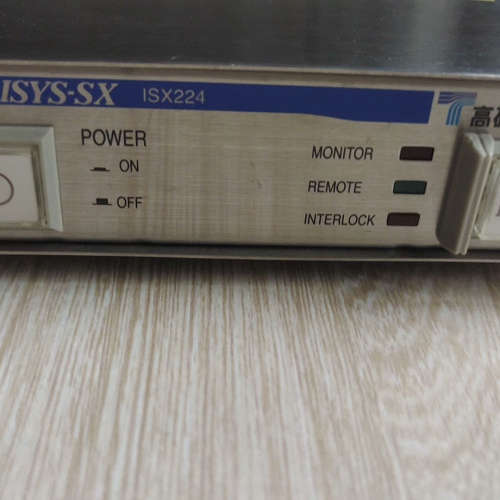 ISYS-SX ISX224
POWER
ON
OFF
MONITOR
REMOTE
INTERLOCK
高